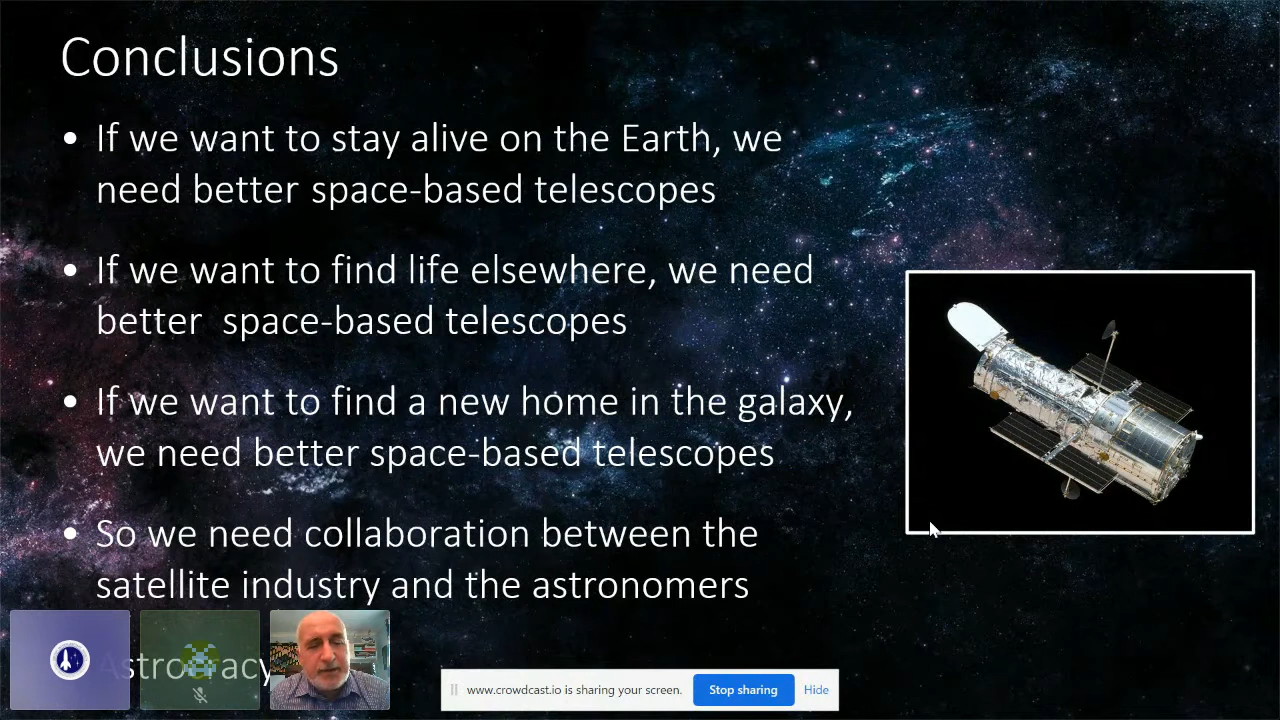 Conclusions
• If we want to stay alive on the Earth, we
need better space-based telescopes
• If we want to find life elsewhere, we need
better space-based telescopes
• If we want to find a new home in the galaxy,
we need better space-based telescopes
• So we need collaboration between the
satellite industry and the astronomers
www.crowdcast.io is sharing your screen.
Stop sharing
Hide